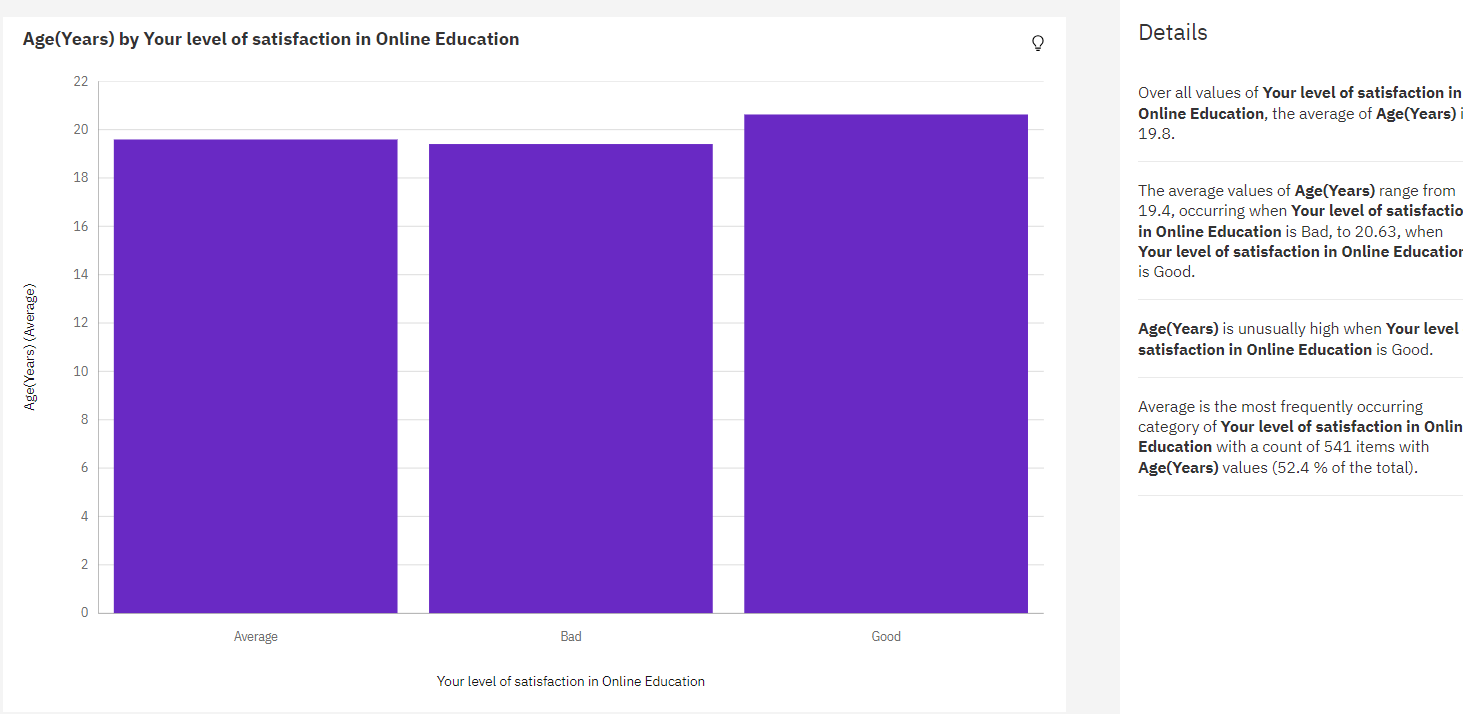 Age(Years) by Your level of satisfaction in Online Education
22
20
18
16
14
12
10
8
6
4
2
0
Age(Years) (Average)
Average
Bad
Good
Your level of satisfaction in Online Education
Details
Over all values of Your level of satisfaction in
Online Education, the average of Age(Years) i
19.8.
The average values of Age(Years) range from
19.4, occurring when Your level of satisfactio
in Online Education is Bad, to 20.63, when
Your level of satisfaction in Online Education
is Good.
Age(Years) is unusually high when Your level
satisfaction in Online Education is Good.
Average is the most frequently occurring
category of Your level of satisfaction in Onlin
Education with a count of 541 items with
Age(Years) values (52.4 % of the total).